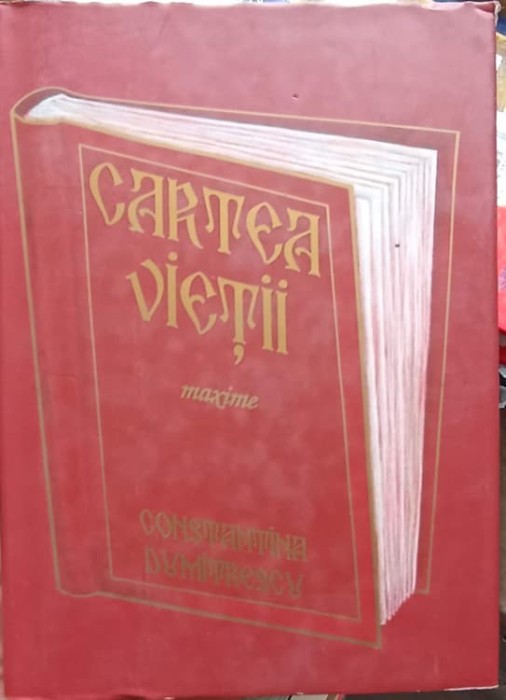 CARTEA
VIEȚII
maxime
CONSTANTINA
DUMITRESCU